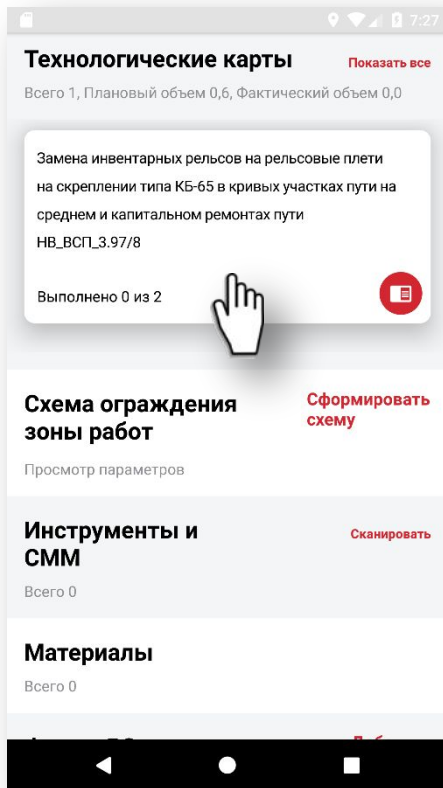 7:27
Технологические карты
Показать все
Всего 1, Плановый объем 0,6, Фактический объем 0,0
Замена инвентарных рельсов на рельсовые плети
на скреплении типа КБ-65 в кривых участках пути на
среднем и капитальном ремонтах пути
НВ_ВСП_3.97/8
Выполнено 0 из 2
Схема ограждения
зоны работ
Сформировать
схему
Просмотр параметров
Инструменты и
СММ
Сканировать
Всего 0
Материалы
Всего 0